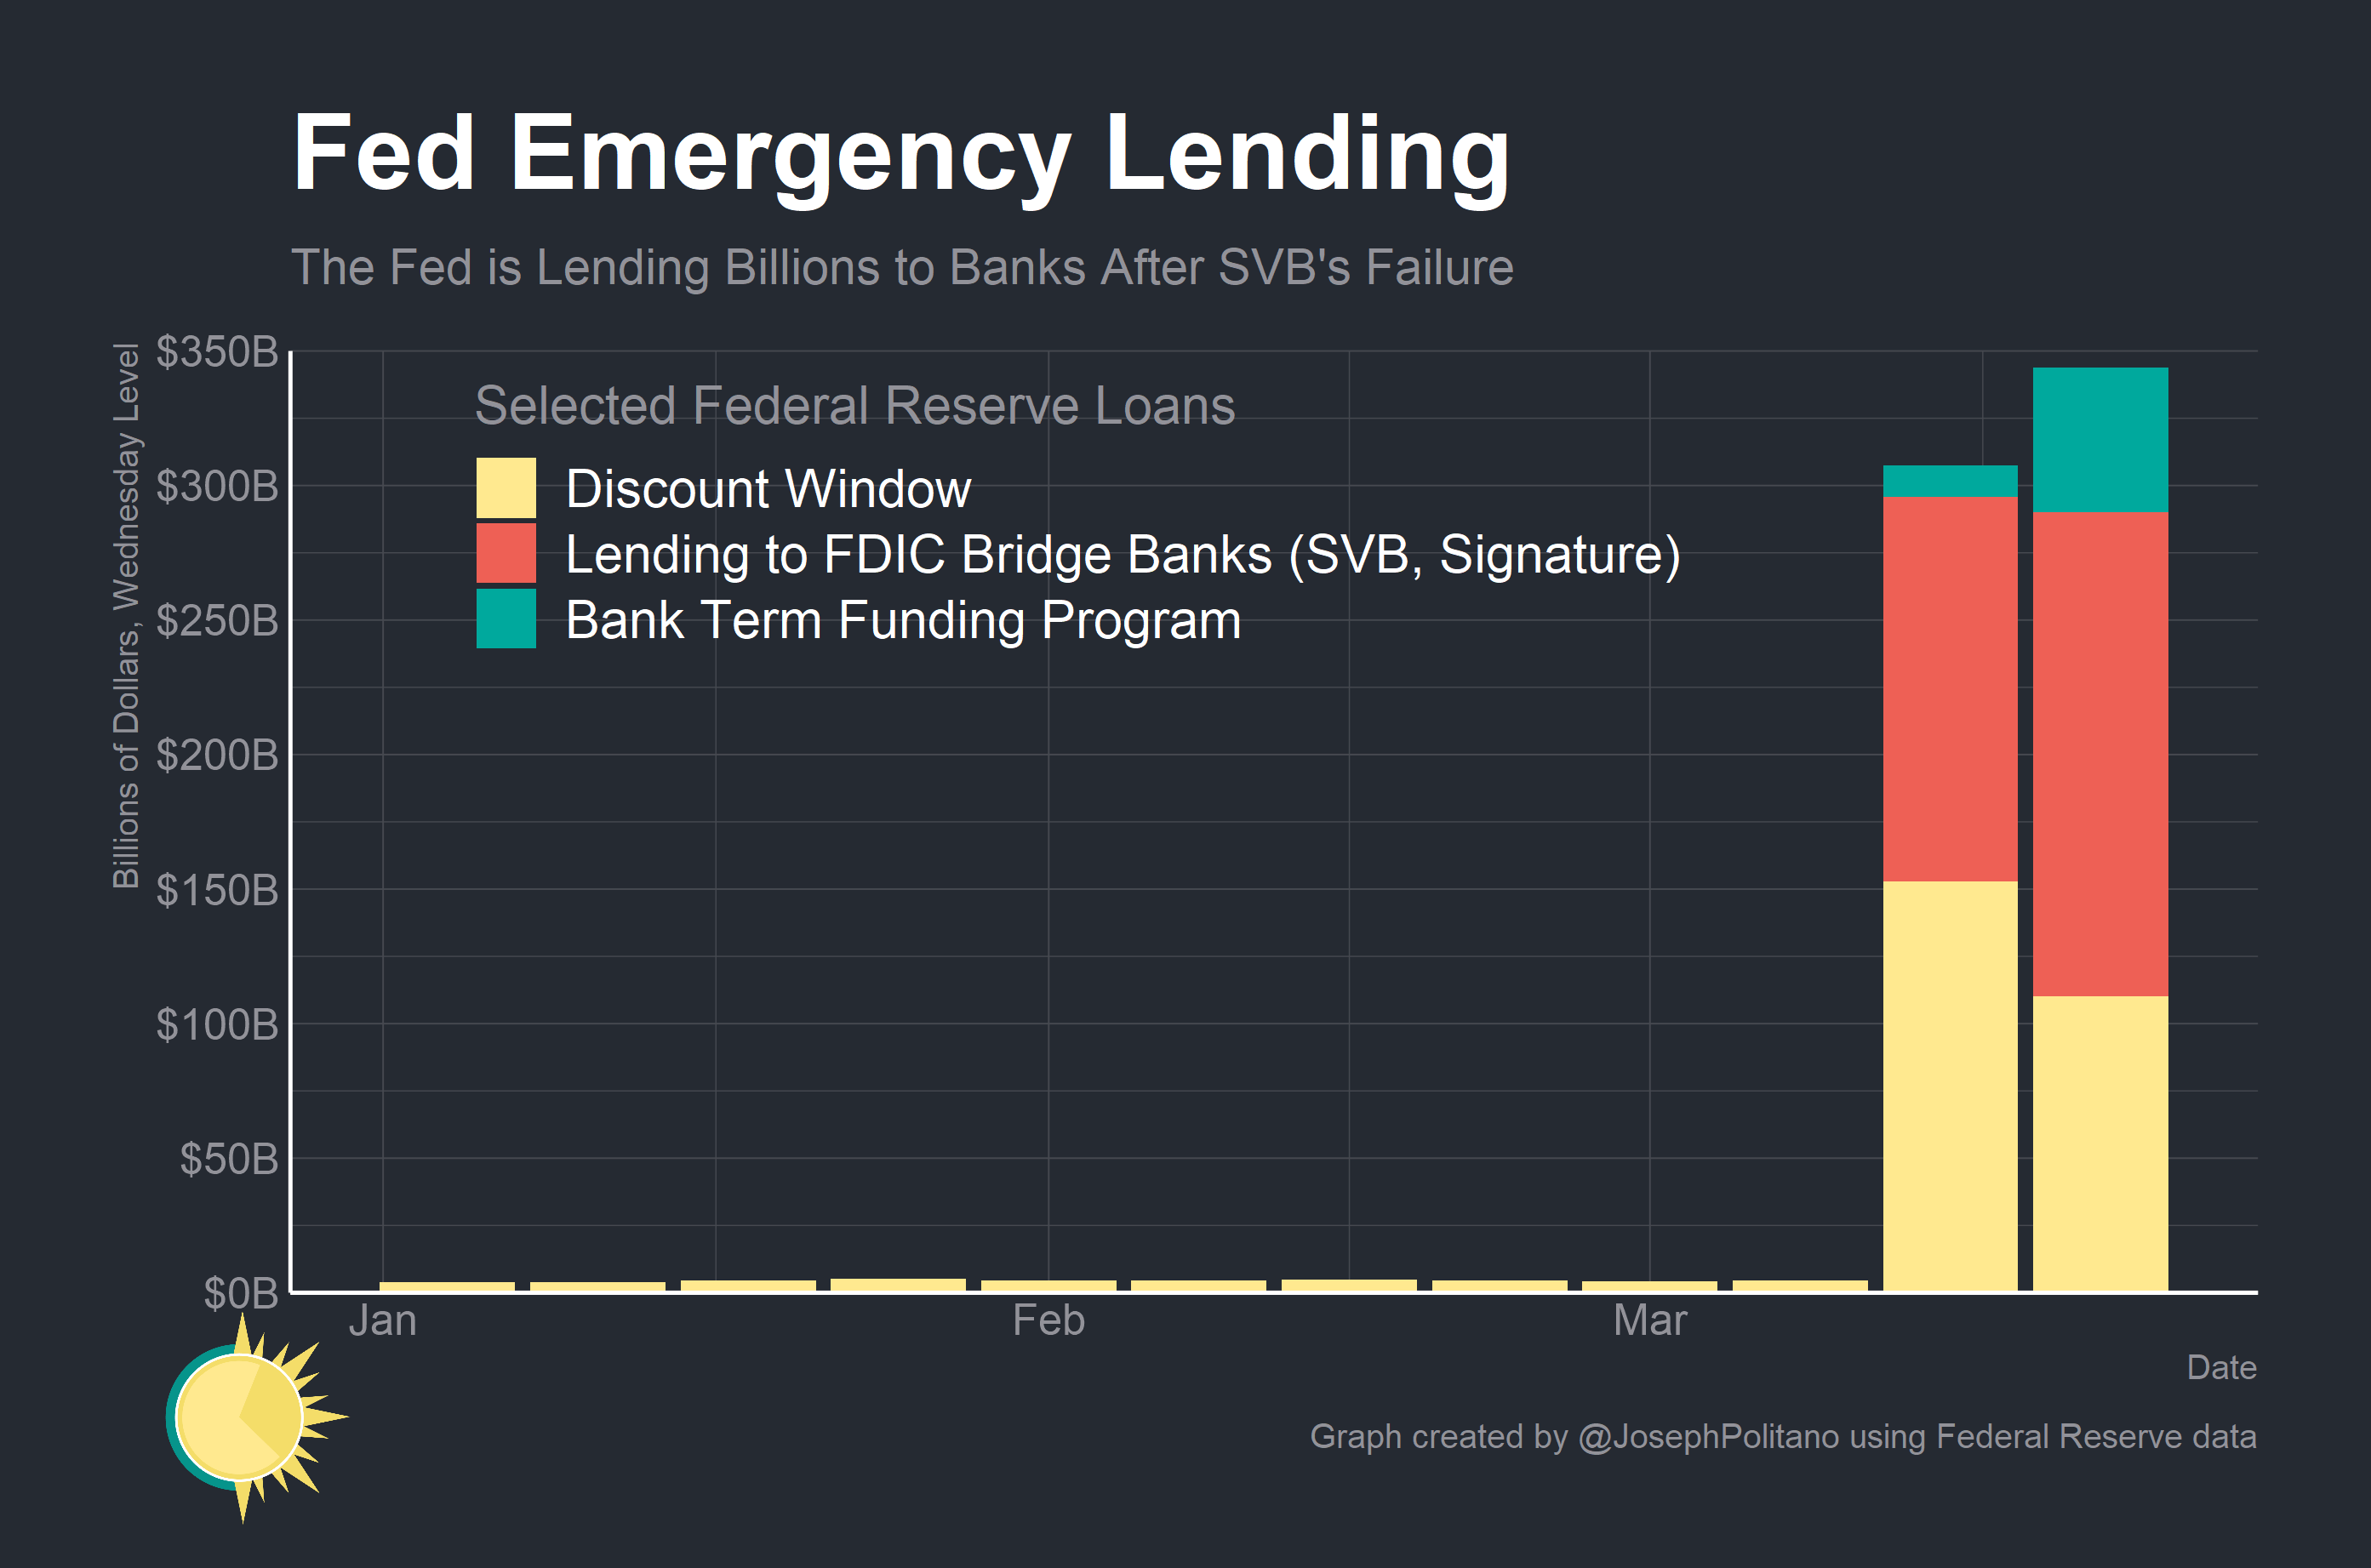 Fed Emergency Lending
The Fed is Lending Billions to Banks After SVB's Failure
Billions of Dollars, Wednesday Level
$350B
$300B
$250B
$200B
$150B
$100B
$50B
$0B
Selected Federal Reserve Loans
Discount Window
Lending to FDIC Bridge Banks (SVB, Signature)
Bank Term Funding Program
Jan
Feb
Mar
Date
Graph created by @JosephPolitano using Federal Reserve data